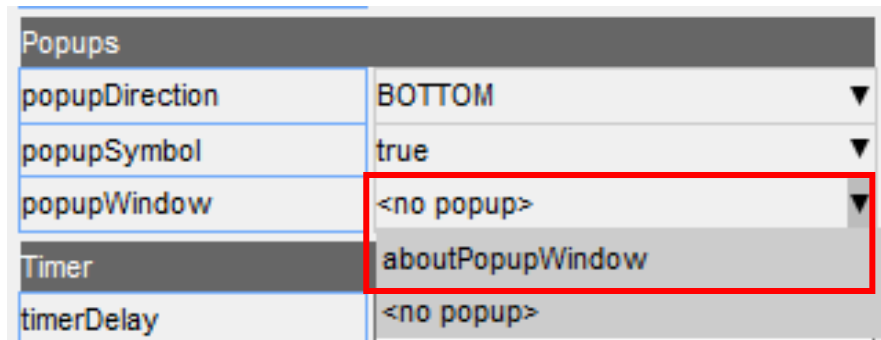 Popups
popupDirection BOTTOM
popupSymbol true
popupWindow <no popup>
aboutPopupWindow
Timer
<no popup>
timerDelay